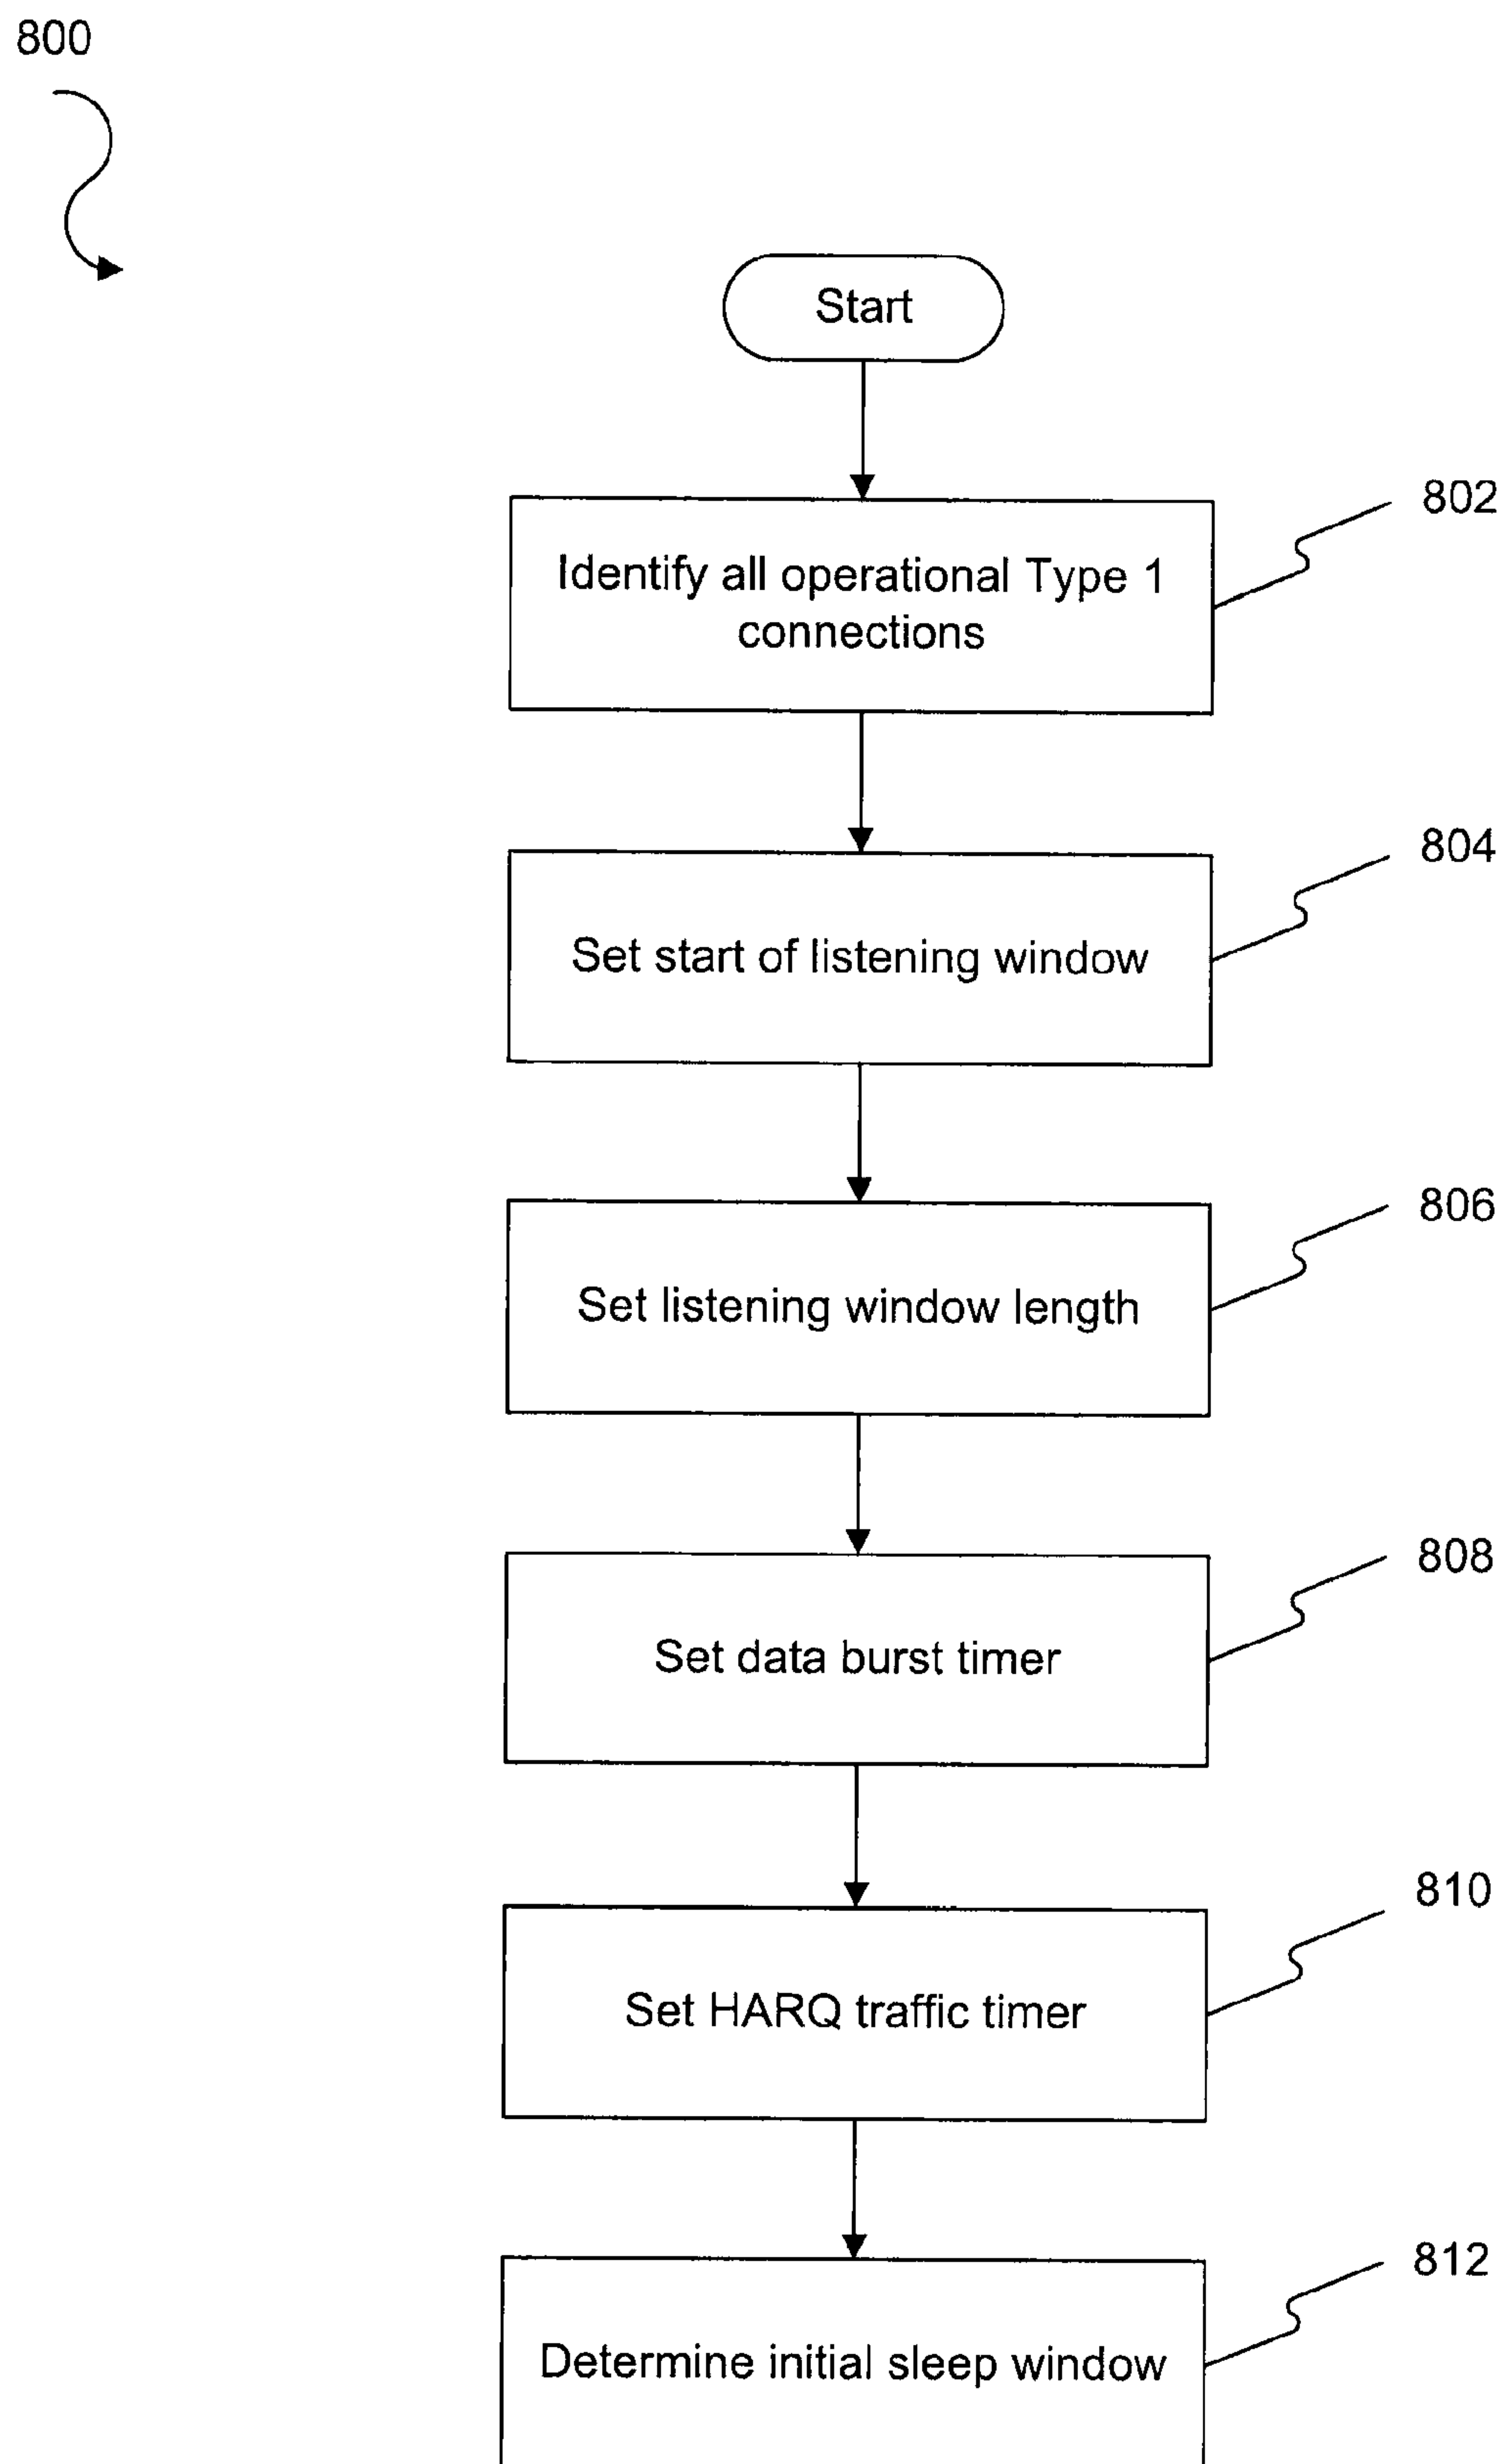 800
Start
802
Identify all operational Type 1
connections
804
Set start of listening window
806
Set listening window length
808
Set data burst timer
810
Set HARQ traffic timer
812
Determine initial sleep window